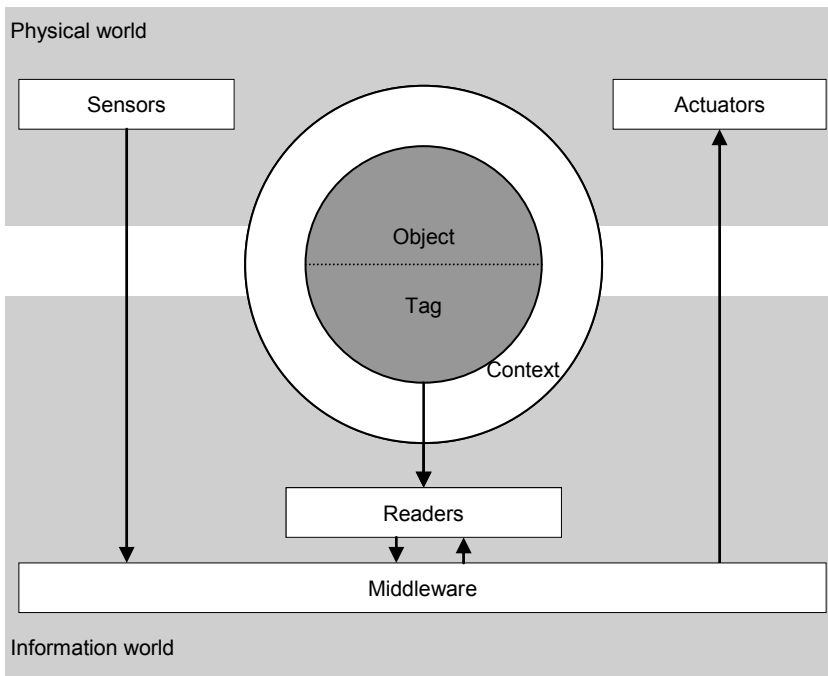 Physical world
Sensors
Actuators
Object
Tag
Context
Readers
Middleware
Information world